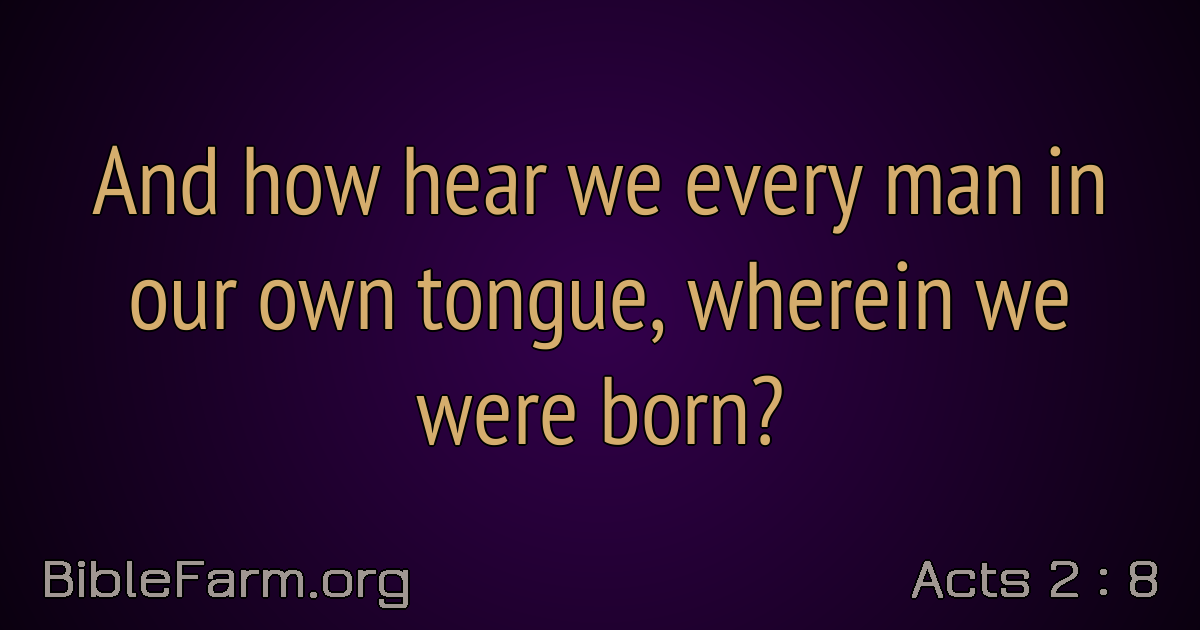 And how hear we every man in
our own tongue, wherein we
were born?
BibleFarm.org
Acts 2 : 8